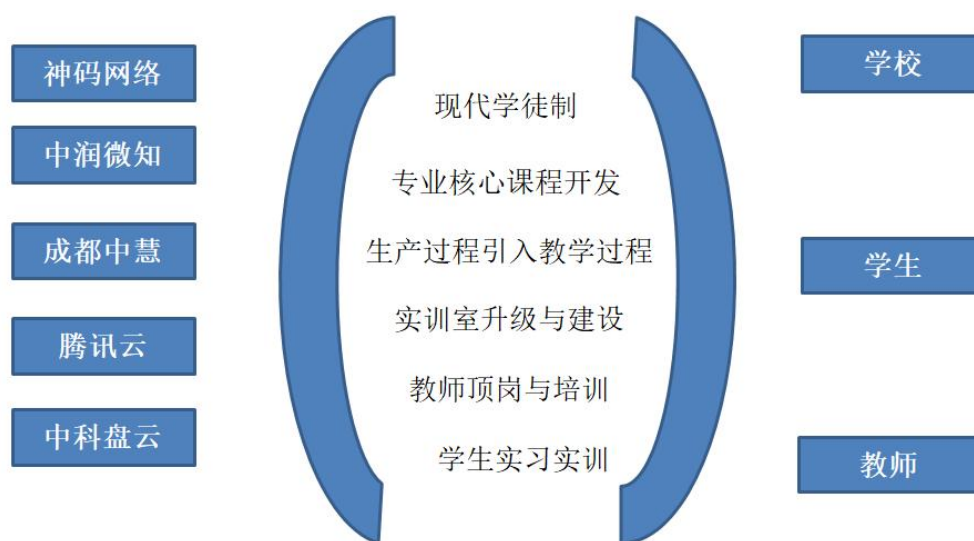 神码网络
中润微知
成都中慧
腾讯云
中科盘云
现代学徒制
专业核心课程开发
生产过程引入教学过程
实训室升级与建设
教师顶岗与培训
学生实习实训
学校
学生
教师